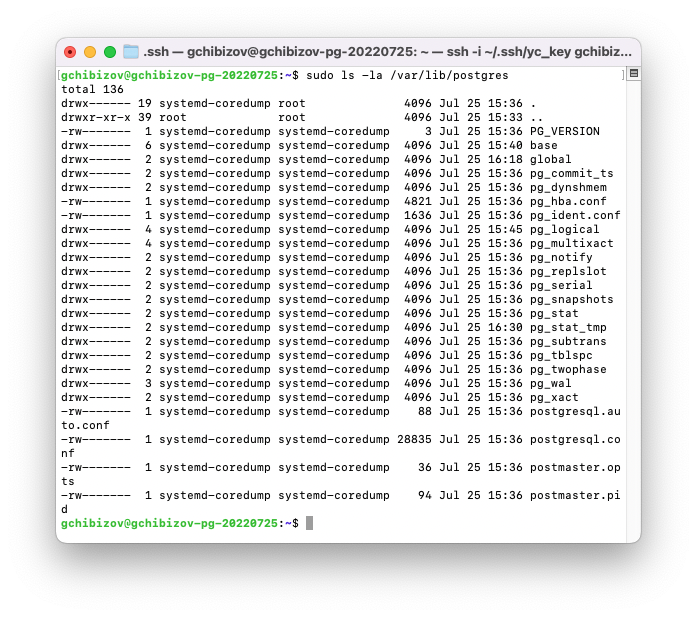 .ssh — gchibizov@gchibizov-pg-20220725: ~ — ssh -i ~/.ssh/yc_key gchibiz...
[gchibizov@gchibizov-pg-20220725:~$ sudo ls -la /var/lib/postgres ]
total 136
drwx------ 19 systemd-coredump root 4096 Jul 25 15:36 .
drwxr-xr-x 39 root root 4096 Jul 25 15:33 ..
-rw------- 1 systemd-coredump systemd-coredump 3 Jul 25 15:36 PG_VERSION
drwx------ 6 systemd-coredump systemd-coredump 4096 Jul 25 15:40 base
drwx------ 2 systemd-coredump systemd-coredump 4096 Jul 25 16:18 global
drwx------ 2 systemd-coredump systemd-coredump 4096 Jul 25 15:36 pg_commit_ts
drwx------ 2 systemd-coredump systemd-coredump 4096 Jul 25 15:36 pg_dynshmem
-rw------- 1 systemd-coredump systemd-coredump 4821 Jul 25 15:36 pg_hba.conf
-rw------- 1 systemd-coredump systemd-coredump 1636 Jul 25 15:36 pg_ident.conf
drwx------ 4 systemd-coredump systemd-coredump 4096 Jul 25 15:45 pg_logical
drwx------ 4 systemd-coredump systemd-coredump 4096 Jul 25 15:36 pg_multixact
drwx------ 2 systemd-coredump systemd-coredump 4096 Jul 25 15:36 pg_notify
drwx------ 2 systemd-coredump systemd-coredump 4096 Jul 25 15:36 pg_replslot
drwx------ 2 systemd-coredump systemd-coredump 4096 Jul 25 15:36 pg_serial
drwx------ 2 systemd-coredump systemd-coredump 4096 Jul 25 15:36 pg_snapshots
drwx------ 2 systemd-coredump systemd-coredump 4096 Jul 25 15:36 pg_stat
drwx------ 2 systemd-coredump systemd-coredump 4096 Jul 25 16:30 pg_stat_tmp
drwx------ 2 systemd-coredump systemd-coredump 4096 Jul 25 15:36 pg_subtrans
drwx------ 2 systemd-coredump systemd-coredump 4096 Jul 25 15:36 pg_tblspc
drwx------ 2 systemd-coredump systemd-coredump 4096 Jul 25 15:36 pg_twophase
drwx------ 3 systemd-coredump systemd-coredump 4096 Jul 25 15:36 pg_wal
drwx------ 2 systemd-coredump systemd-coredump 4096 Jul 25 15:36 pg_xact
-rw------- 1 systemd-coredump systemd-coredump 88 Jul 25 15:36 postgresql.au
to.conf
-rw------- 1 systemd-coredump systemd-coredump 28835 Jul 25 15:36 postgresql.co
nf
-rw------- 1 systemd-coredump systemd-coredump 36 Jul 25 15:36 postmaster.op
ts
-rw------- 1 systemd-coredump systemd-coredump 94 Jul 25 15:36 postmaster.pi
d
gchibizov@gchibizov-pg-20220725:~$